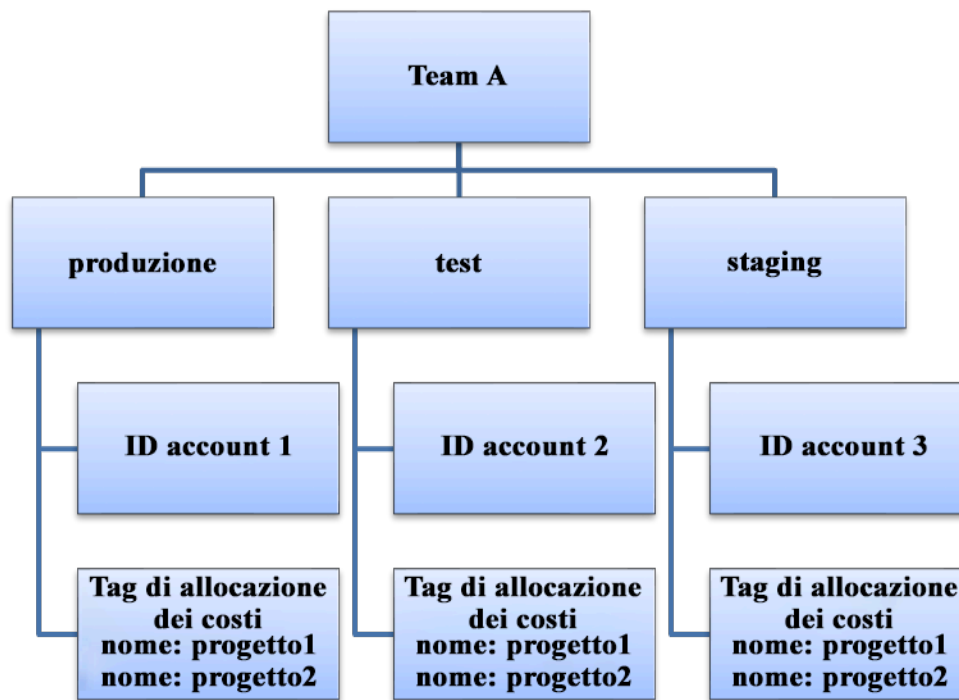 Team A
produzione
test
staging
ID account 1
ID account 2
ID account 3
Tag di allocazione
dei costi
nome: progetto1
nome: progetto2
Tag di allocazione
dei costi
nome: progetto1
nome: progetto2
Tag di allocazione
dei costi
nome: progetto1
nome: progetto2